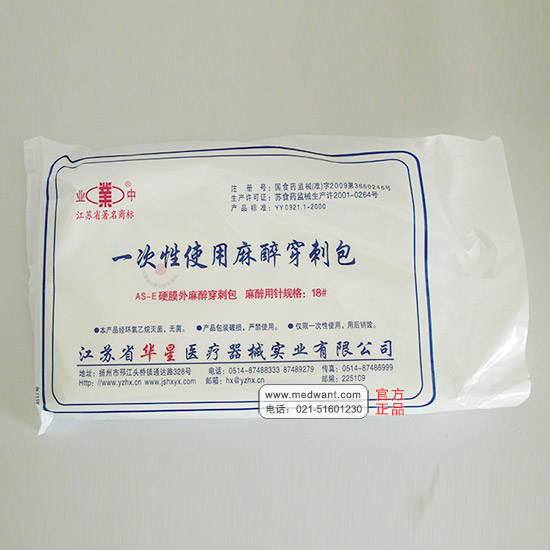 业 業 中
江苏省著名商标
注 册 号：国食药监械(准)字2009第3660246号
生产许可证：苏食药监械生产许2001-0264号
产品标准：YY0321.1-2000
一次性使用麻醉穿刺包
AS-E硬膜外麻醉穿刺包 麻醉用针规格：18#
●本产品经环氧乙烷灭菌，无菌。 ●产品包装破损，严禁使用。 ●仅限一次性使用，用后销毁。
江苏省华星医疗器械实业有限公司
地址：扬州市邗江头桥镇通达路328号 电话：0514-87488333 87489279 传真：0514-87486999
Http://www.yzhx.cn www.jshxyx.com 邮箱：hx@yzhx.cn 邮编：225109
www.medwant.com
电话：021-51601230
官方
正品